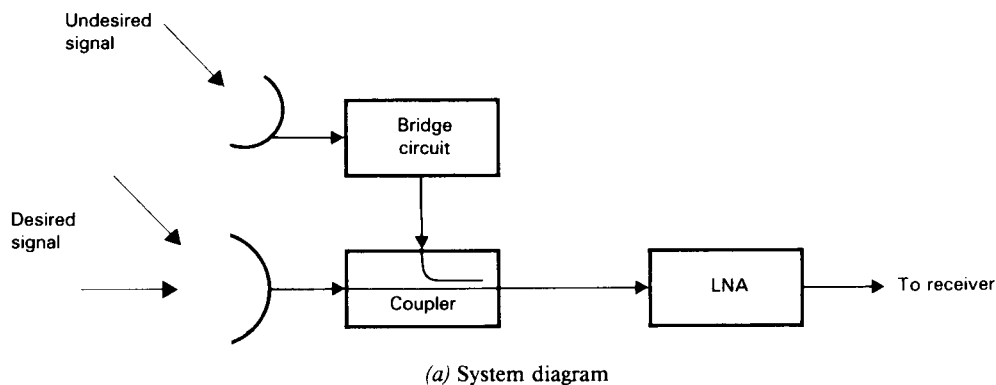 Undesired
signal
Bridge
circuit
Desired
signal
Coupler
LNA
To receiver
(a) System diagram